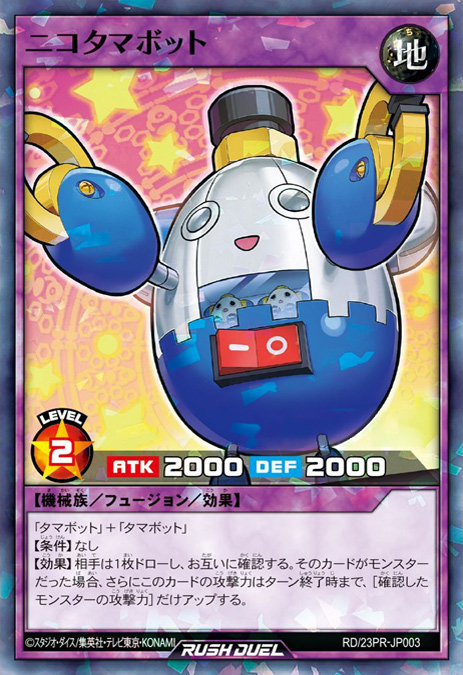 ニコタマボット
地
LEVEL
2
ATK 2000 DEF 2000
【機械族/フュージョン/効果】
「タマボット」+「タマボット」
【条件】なし
【効果】相手は1枚ドローし、お互いに確認する。そのカードがモンスター
だった場合、さらにこのカードの攻撃力はターン終了時まで、[確認した
モンスターの攻撃力]だけアップする。
©スタジオ・ダイス/集英社・テレビ東京・KONAMI
RUSH DUEL
RD/23PR-JP003